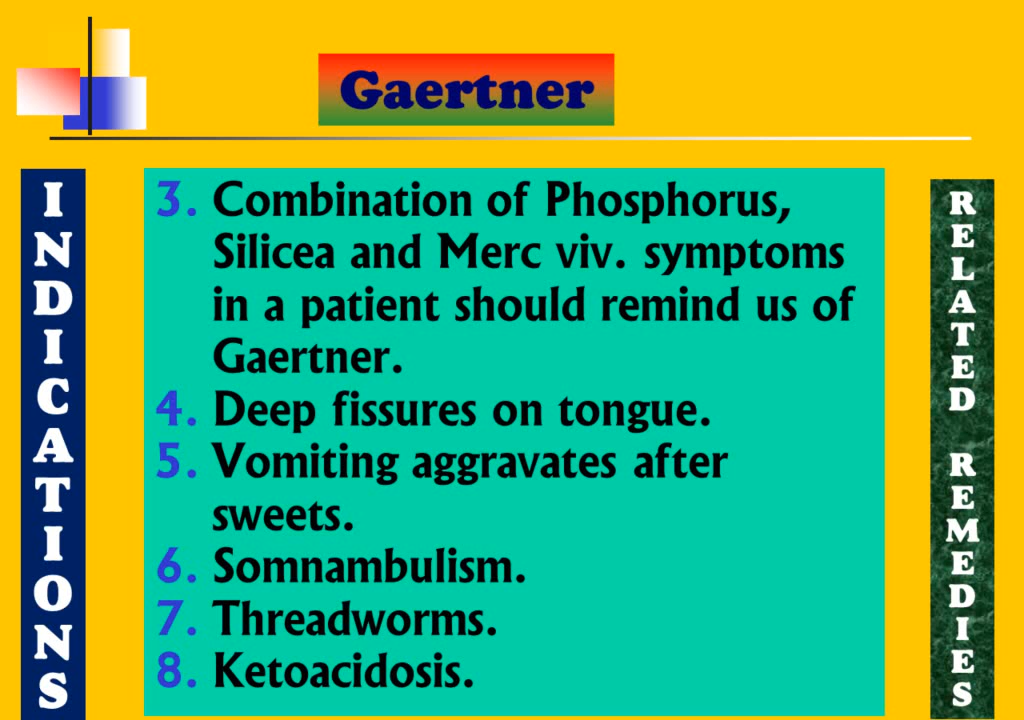 Gaertner
INDICATIONS
3. Combination of Phosphorus,
Silicea and Merc viv. symptoms
in a patient should remind us of
Gaertner.
4. Deep fissures on tongue.
5. Vomiting aggravates after
sweets.
6. Somnambulism.
7. Threadworms.
8. Ketoacidosis.
RELATED REMEDIES